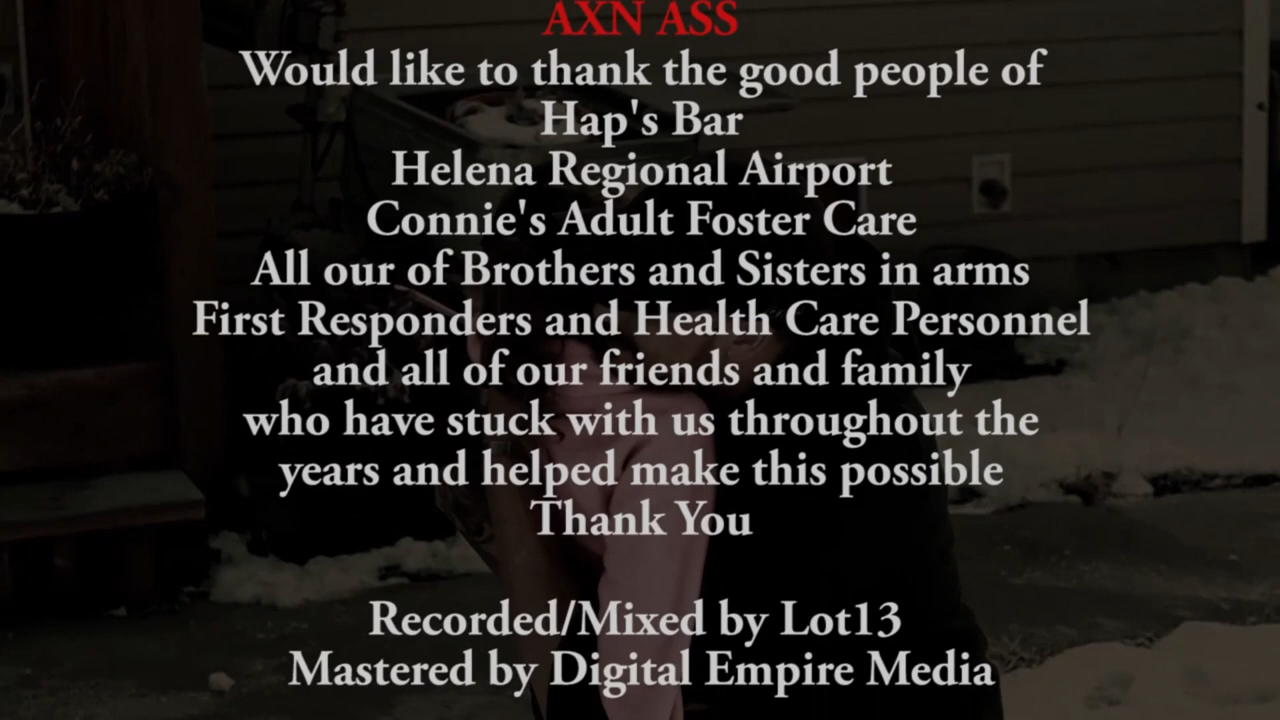 AXN ASS
Would like to thank the good people of
Hap's Bar
Helena Regional Airport
Connie's Adult Foster Care
All our of Brothers and Sisters in arms
First Responders and Health Care Personnel
and all of our friends and family
who have stuck with us throughout the
years and helped make this possible
Thank You
Recorded/Mixed by Lot13
Mastered by Digital Empire Media